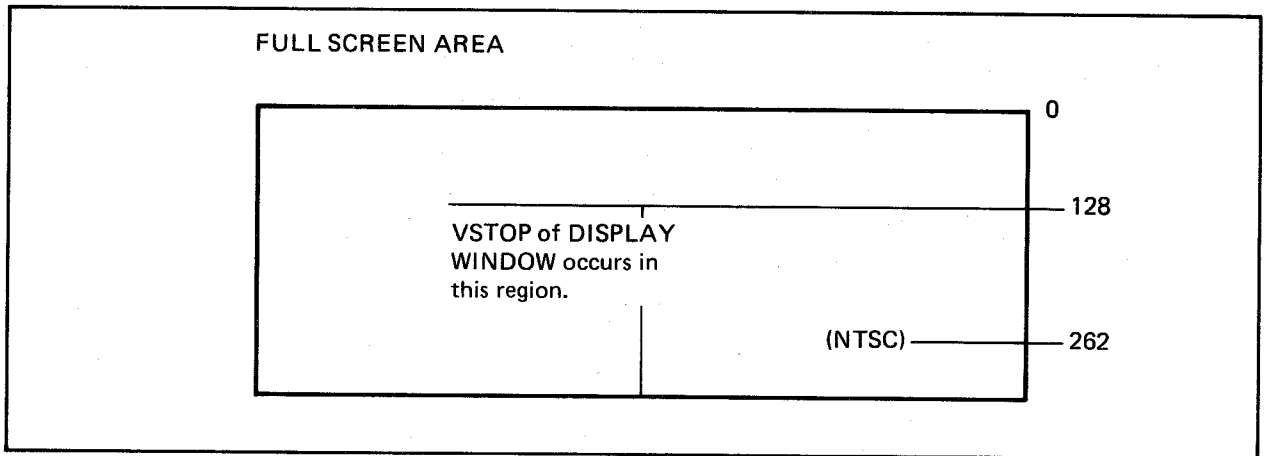 FULL SCREEN AREA
0
128
VSTOP of DISPLAY
WINDOW occurs in
this region.
(NTSC) 262